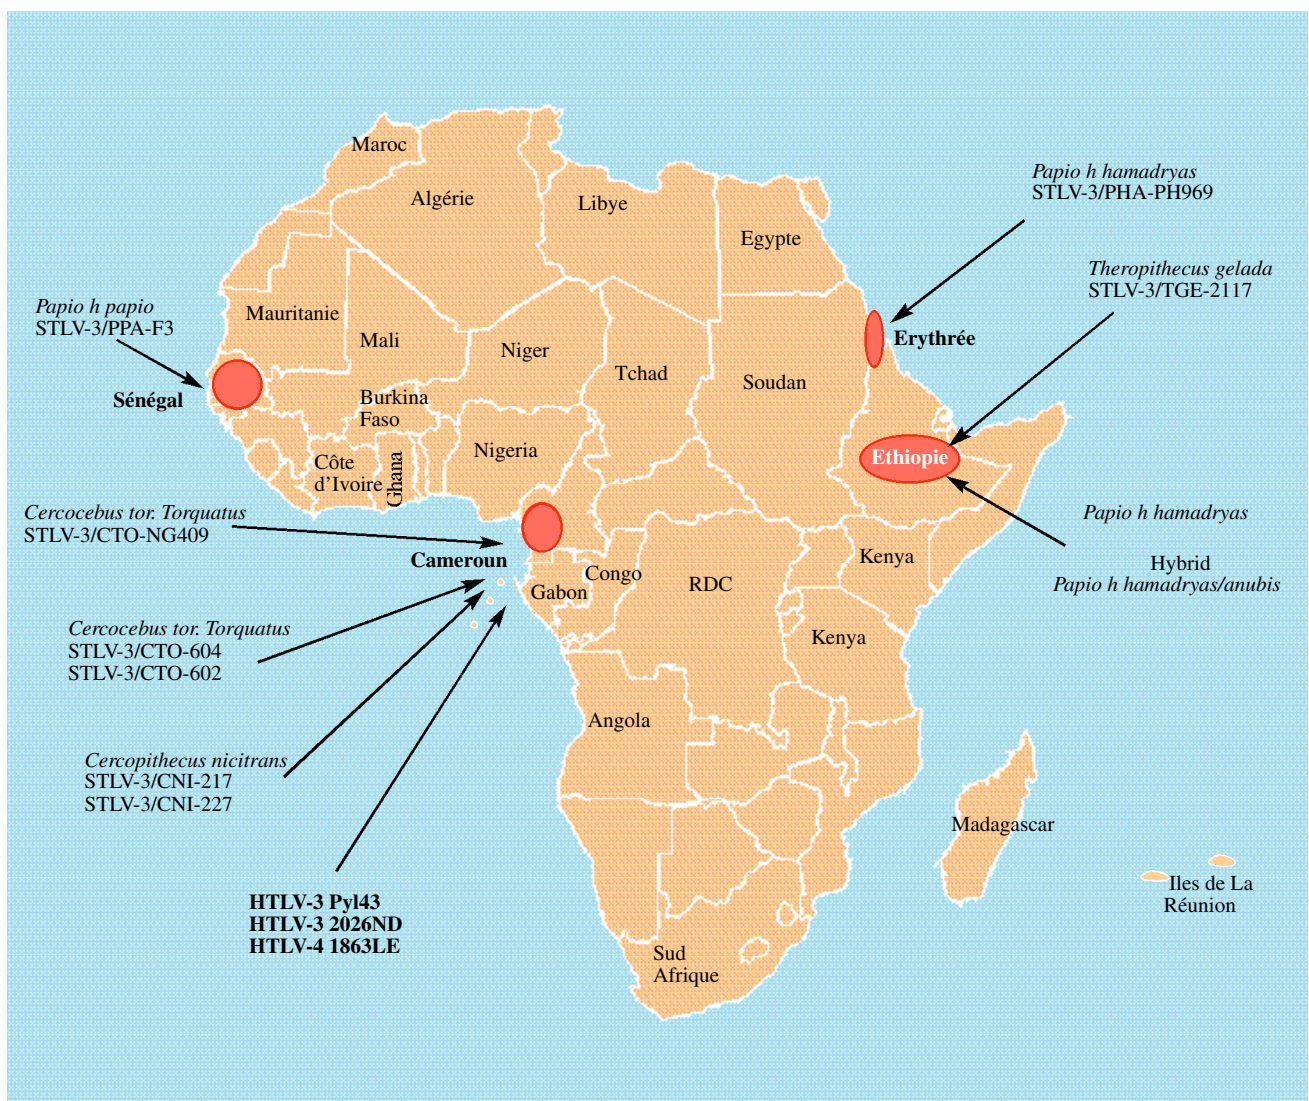 Maroc
Algérie
Libye
Egypte
Papio h hamadryas
STLV-3/PHA-PH969
Theropithecus gelada
STLV-3/TGE-2117
Papio h papio
STLV-3/PPA-F3
Mauritanie
Mali
Niger
Tchad
Soudan
Erythrée
Sénégal
Burkina
Faso
Nigeria
Côte
d'Ivoire
Ghana
Ethiopie
Cercocebus tor. Torquatus
STLV-3/CTO-NG409
Cameroun
Papio h hamadryas
Hybrid
Papio h hamadryas/anubis
Gabon
Congo
RDC
Kenya
Kenya
Cercocebus tor. Torquatus
STLV-3/CTO-604
STLV-3/CTO-602
Angola
Cercopithecus nicitrans
STLV-3/CNI-217
STLV-3/CNI-227
Madagascar
Iles de La
Réunion
HTLV-3 Pyl43
HTLV-3 2026ND
HTLV-4 1863LE
Sud
Afrique